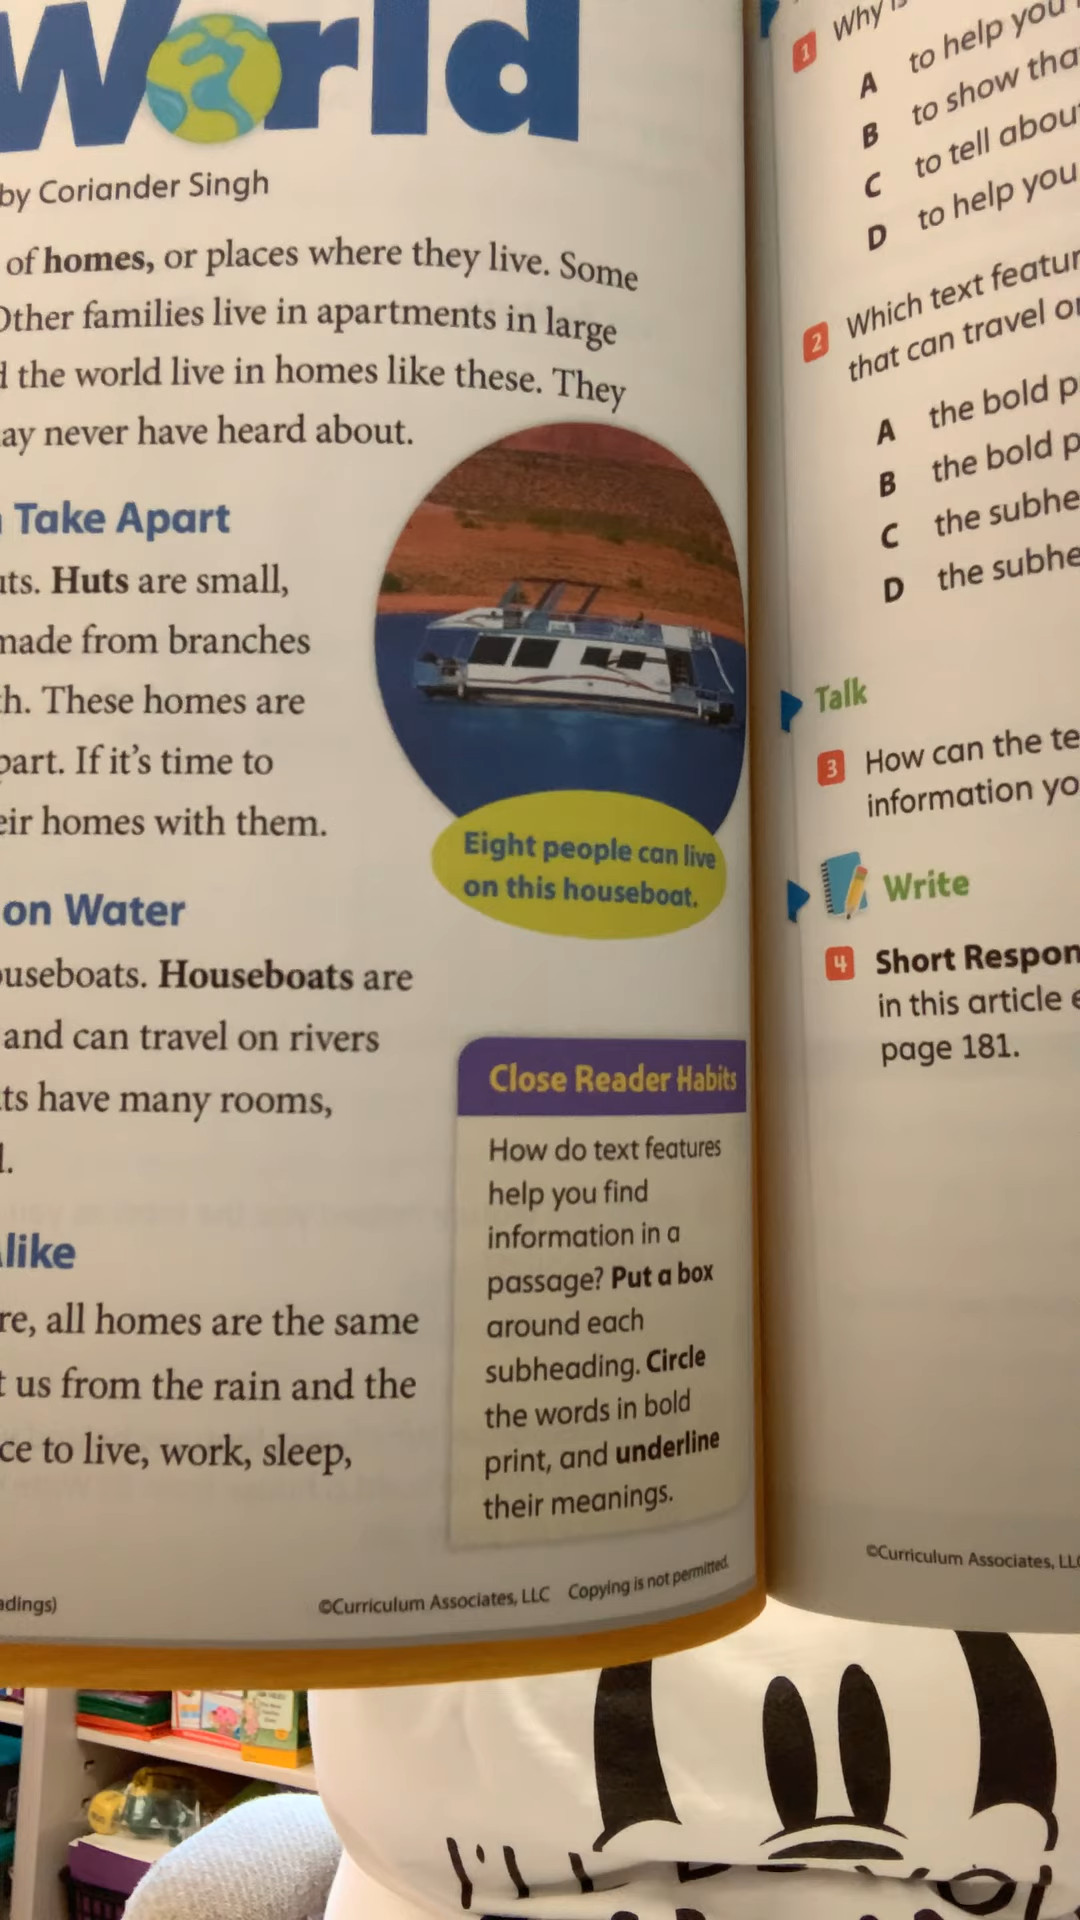 World
by Coriander Singh
of homes, or places where they live. Some
Other families live in apartments in large
the world live in homes like these. They
ay never have heard about.
Take Apart
uts. Huts are small,
made from branches
th. These homes are
part. If it's time to
eir homes with them.
on Water
ouseboats. Houseboats are
and can travel on rivers
ts have many rooms,
l.
Alike
re, all homes are the same
t us from the rain and the
ce to live, work, sleep,
Eight people can live
on this houseboat.
Close Reader Habits
How do text features
help you find
information in a
passage? Put a box
around each
subheading. Circle
the words in bold
print, and underline
their meanings.
adings)
©Curriculum Associates, LLC Copying is not permitted.
1 Why is
A to help you
B to show tha
C to tell about
D to help you
2 Which text featur
that can travel o
A the bold p
B the bold p
C the subhe
D the subhe
Talk
3 How can the te
information yo
Write
4 Short Respon
in this article e
page 181.
©Curriculum Associates, LLC
I'LL